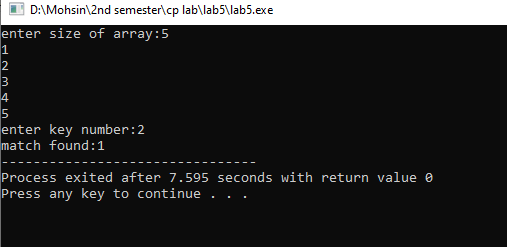 D:\Mohsin\2nd semester\cp lab\lab5\lab5.exe
enter size of array:5
1
2
3
4
5
enter key number:2
match found:1
--------------------------------
Process exited after 7.595 seconds with return value 0
Press any key to continue . . .